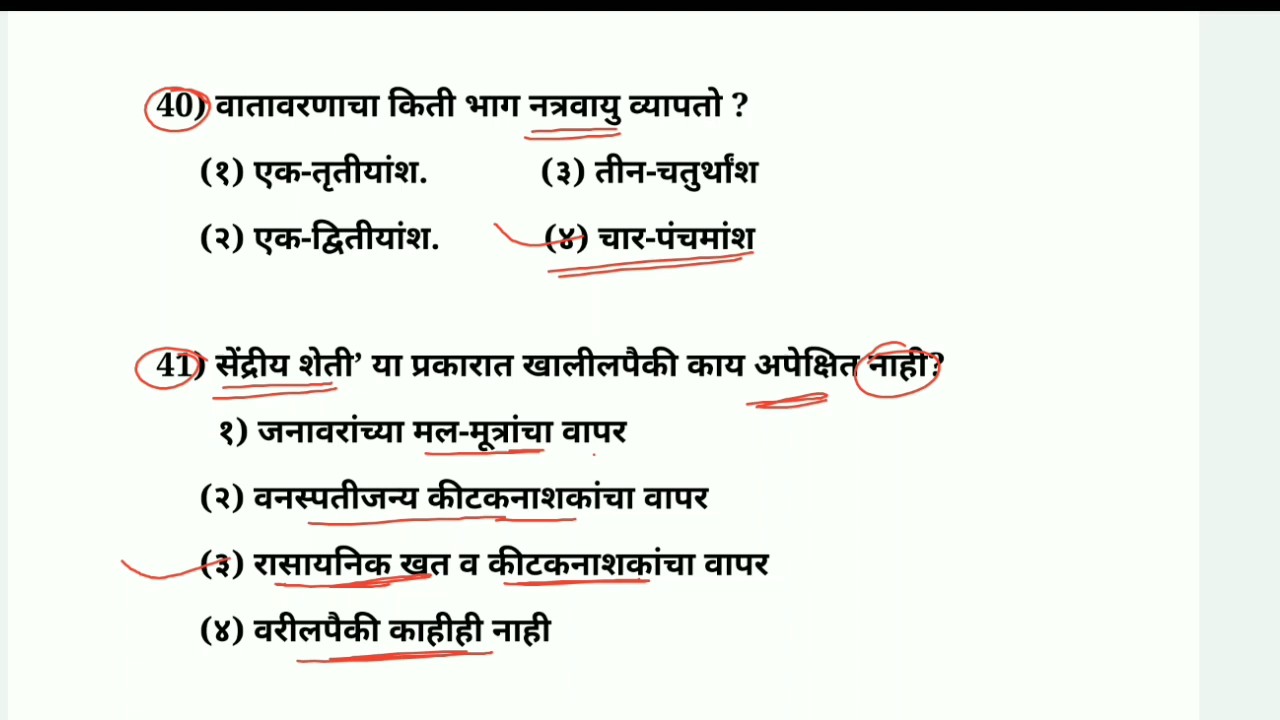 40) वातावरणाचा किती भाग नत्रवायु व्यापतो ?
(१) एक-तृतीयांश. (३) तीन-चतुर्थांश
(२) एक-द्वितीयांश. (४) चार-पंचमांश
41) सेंद्रीय शेती’ या प्रकारात खालीलपैकी काय अपेक्षित नाही?
१) जनावरांच्या मल-मूत्रांचा वापर
(२) वनस्पतीजन्य कीटकनाशकांचा वापर
(३) रासायनिक खत व कीटकनाशकांचा वापर
(४) वरीलपैकी काहीही नाही